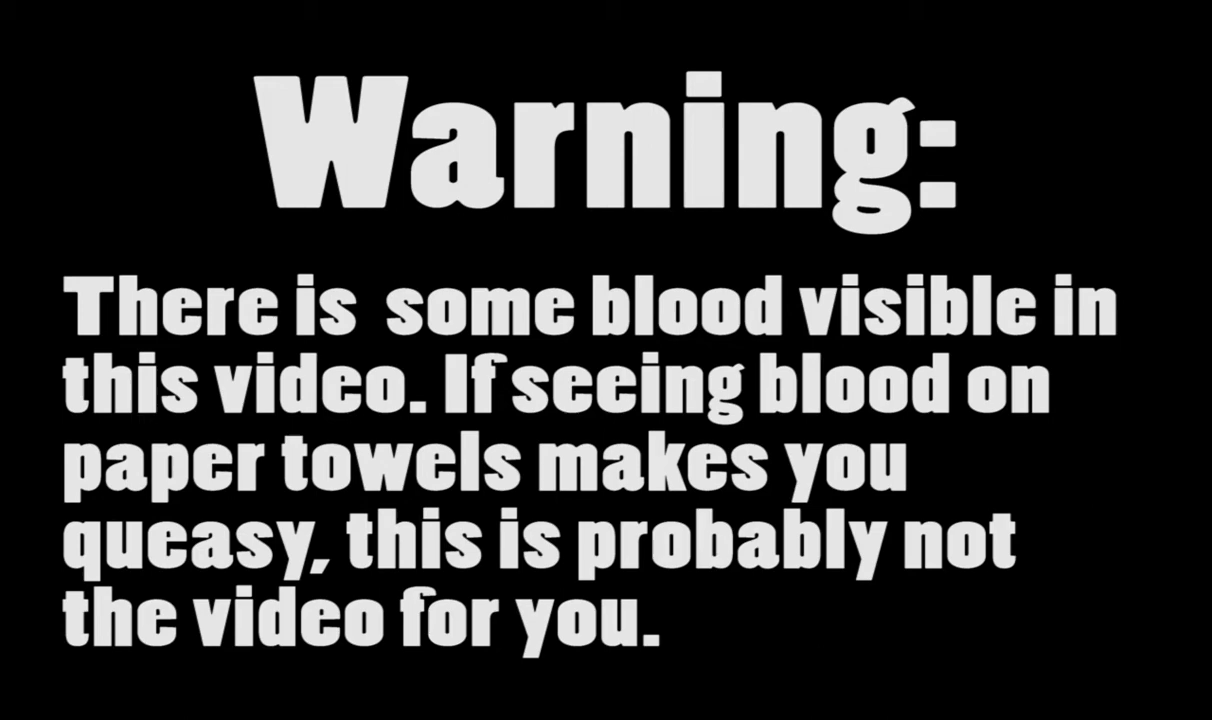 Warning:
There is some blood visible in
this video. If seeing blood on
paper towels makes you
queasy, this is probably not
the video for you.